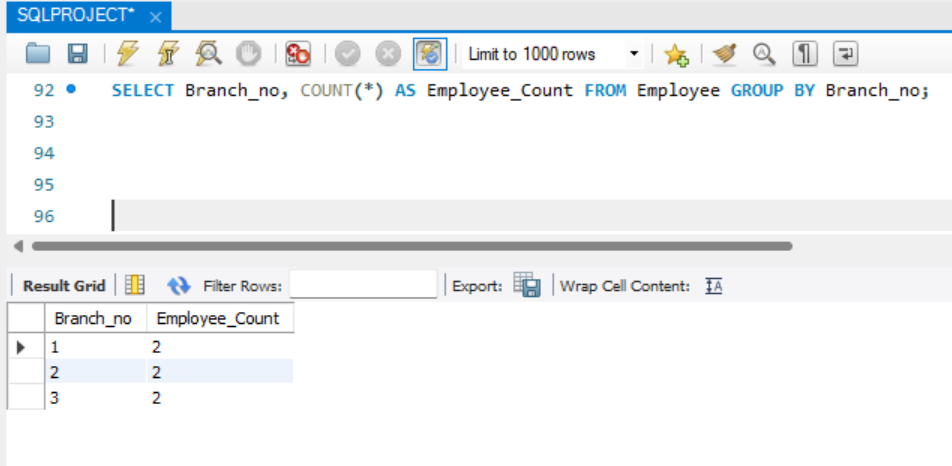 SQLPROJECT*
Limit to 1000 rows
92 SELECT Branch_no, COUNT(*) AS Employee_Count FROM Employee GROUP BY Branch_no;
93
94
95
96
Result Grid Filter Rows: Export: Wrap Cell Content: IA
Branch_no Employee_Count
1 2
2 2
3 2